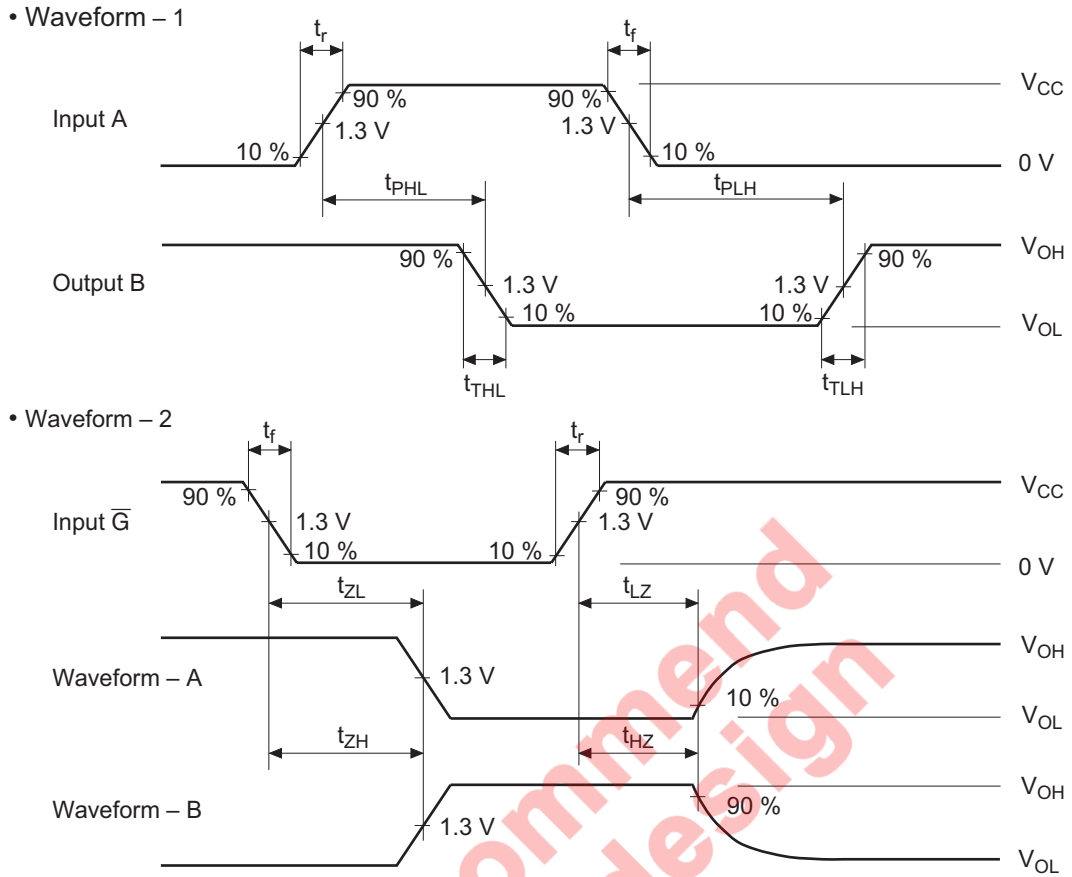 • Waveform – 1
tr
tf
VCC
90 %
90 %
Input A
1.3 V
1.3 V
10 %
10 %
0 V
tPHL
tPLH
VOH
90 %
90 %
Output B
1.3 V
1.3 V
10 %
10 %
VOL
tTHL
tTLH
• Waveform – 2
tf
tr
VCC
90 %
90 %
Input G̅
1.3 V
1.3 V
10 %
10 %
0 V
tZL
tLZ
VOH
Waveform – A
1.3 V
10 %
VOL
tZH
tHZ
VOH
90 %
Waveform – B
1.3 V
VOL
design